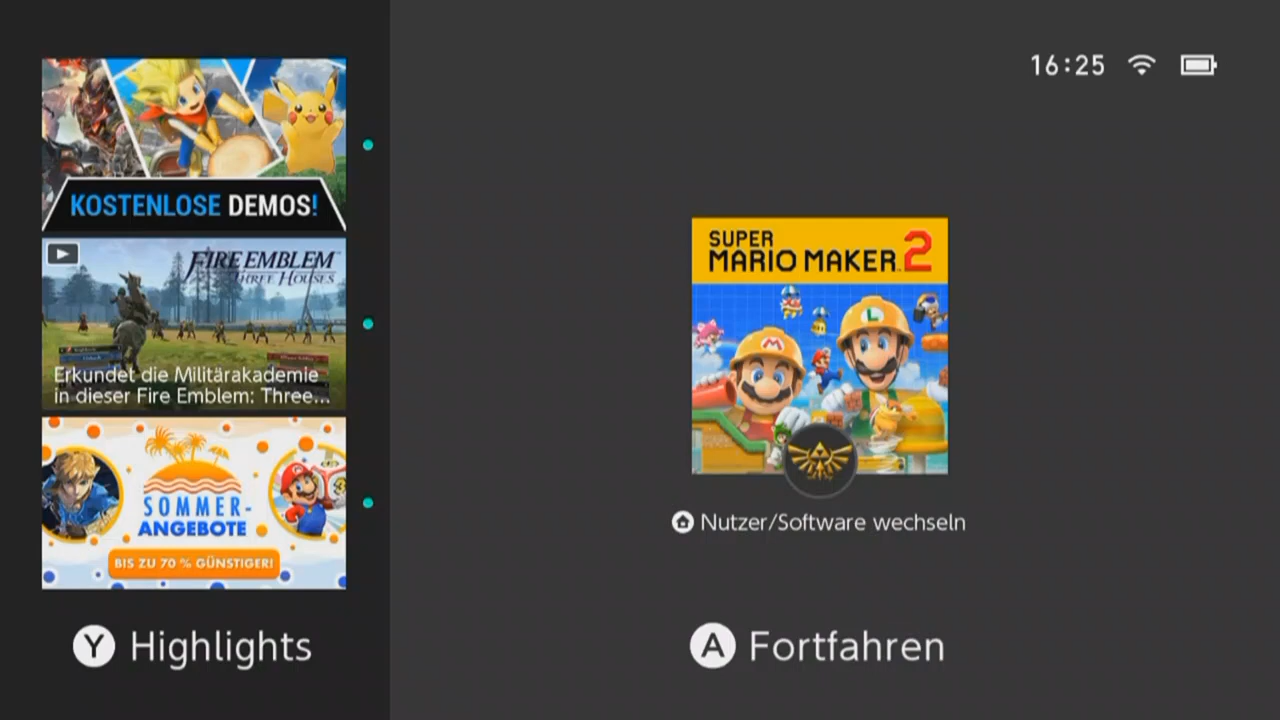 16:25
KOSTENLOSE DEMOS!
FIRE EMBLEM
THREE HOUSES
Erkundet die Militärakademie
in dieser Fire Emblem: Three...
SOMMER-
ANGEBOTE
BIS ZU 70 % GÜNSTIGER!
Y Highlights
SUPER
MARIO MAKER 2
M
L
Nutzer/Software wechseln
A Fortfahren